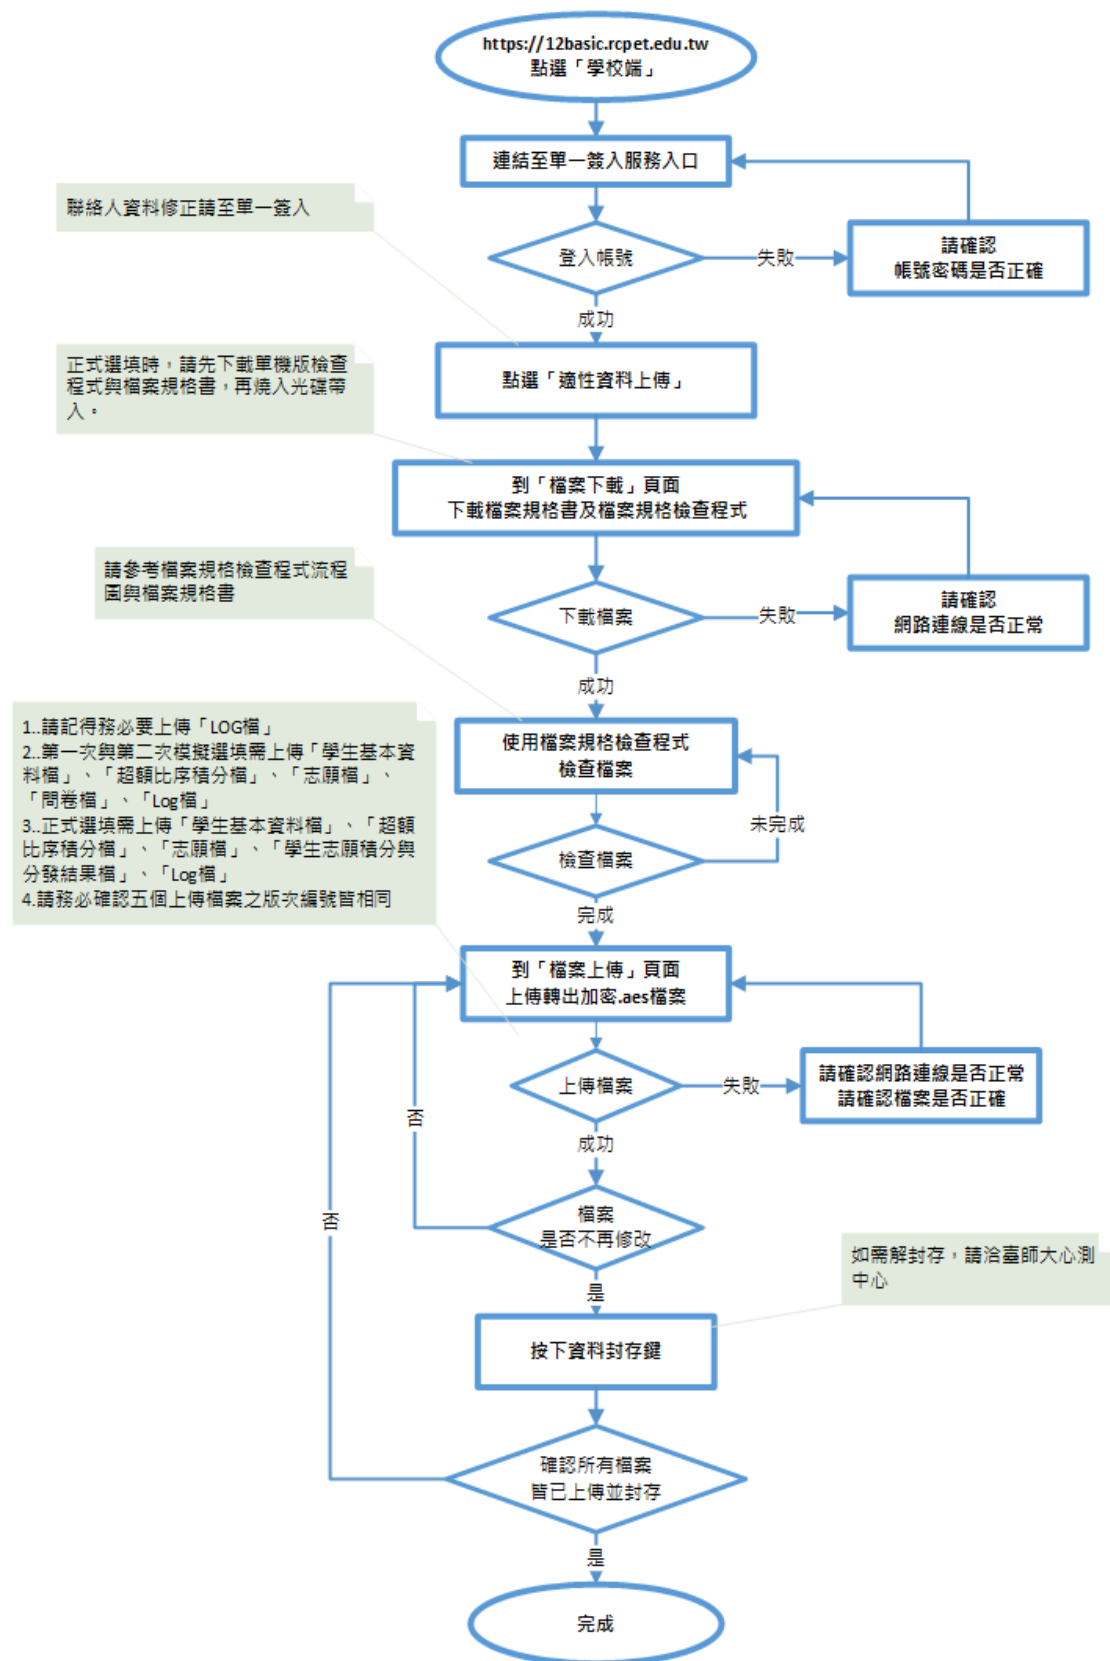 https://12basic.rcpet.edu.tw
點選「學校端」
連結至單一簽入服務入口
聯絡人資料修正請至單一簽入
登入帳號
失敗
請確認
帳號密碼是否正確
成功
正式選填時，請先下載單機版檢查
程式與檔案規格書，再燒入光碟帶
入。
點選「適性資料上傳」
到「檔案下載」頁面
下載檔案規格書及檔案規格檢查程式
請參考檔案規格檢查程式流程
圖與檔案規格書
下載檔案
失敗
請確認
網路連線是否正常
成功
1..請記得務必要上傳「LOG檔」
2..第一次與第二次模擬選填需上傳「學生基本資
料檔」、「超額比序積分檔」、「志願檔」、
「問卷檔」、「Log檔」
3..正式選填需上傳「學生基本資料檔」、「超額
比序積分檔」、「志願檔」、「學生志願積分與
分發結果檔」、「Log檔」
4.請務必確認五個上傳檔案之版次編號皆相同
使用檔案規格檢查程式
檢查檔案
未完成
檢查檔案
完成
到「檔案上傳」頁面
上傳轉出加密.aes檔案
上傳檔案
失敗
請確認網路連線是否正常
請確認檔案是否正確
否
成功
檔案
是否不再修改
否
是
如需解封存，請洽臺師大心測
中心
按下資料封存鍵
確認所有檔案
皆已上傳並封存
是
完成